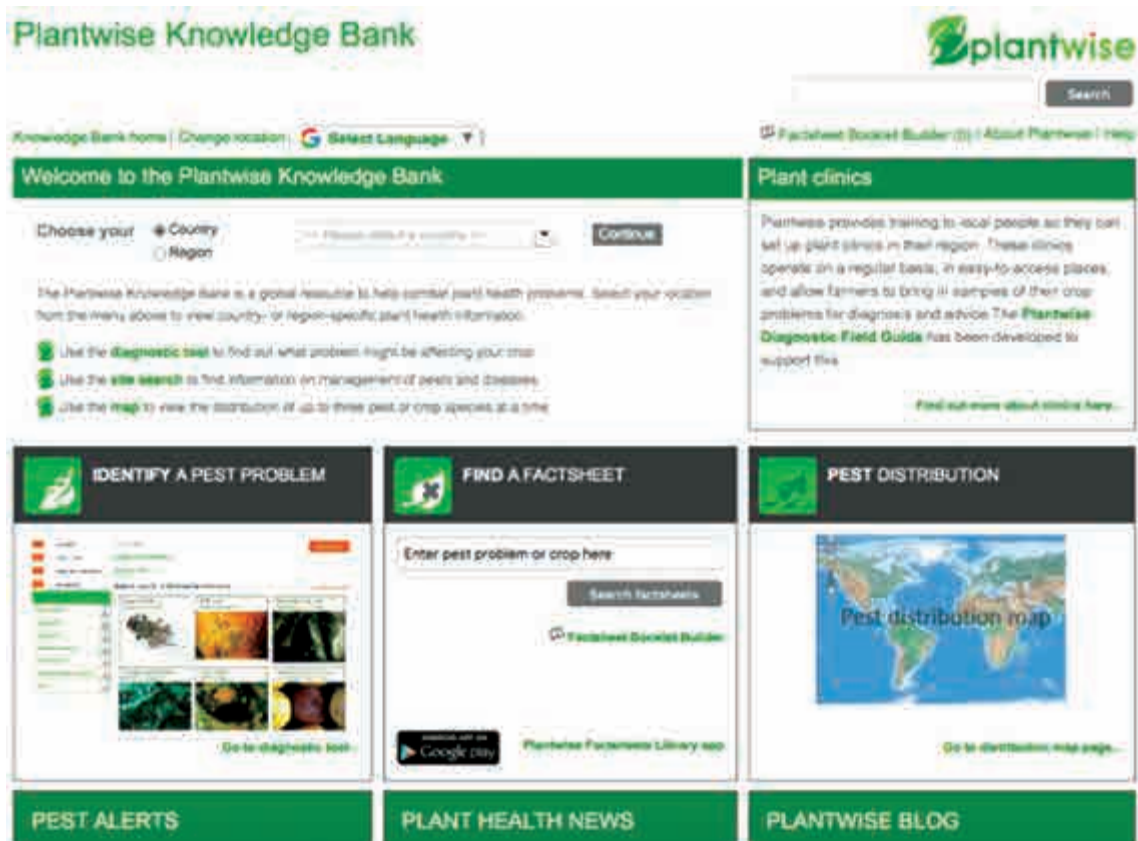 Plantwise Knowledge Bank
plantwise
Search
Knowledge Bank home | Change location | Select Language ▼ |
Factsheet Booklet Builder (0) | About Plantwise | Help
Welcome to the Plantwise Knowledge Bank
Choose your
Country
Region
Continue
The Plantwise Knowledge Bank is a global resource to help combat plant health problems. Select your location
from the menu above to view country- or region-specific plant health information.
Use the diagnostic tool to find out what problem might be affecting your crop
Use the site search to find information on management of pests and diseases
Use the map to view the distribution of up to three pest or crop species at a time
Plant clinics
Plantwise provides training to local people so they can
set up plant clinics in their region. These clinics
operate on a regular basis, in easy-to-access places,
and allow farmers to bring in samples of their crop
problems for diagnosis and advice The Plantwise
Diagnostic Field Guide has been developed to
support this
Find out more about clinics here...
IDENTIFY A PEST PROBLEM
Go to diagnostic tool...
FIND A FACTSHEET
Enter pest problem or crop here
Search factsheets
Factsheet Booklet Builder
Google play
Plantwise Factsheets Library app
PEST DISTRIBUTION
Pest distribution map
Go to distribution map page...
PEST ALERTS
PLANT HEALTH NEWS
PLANTWISE BLOG